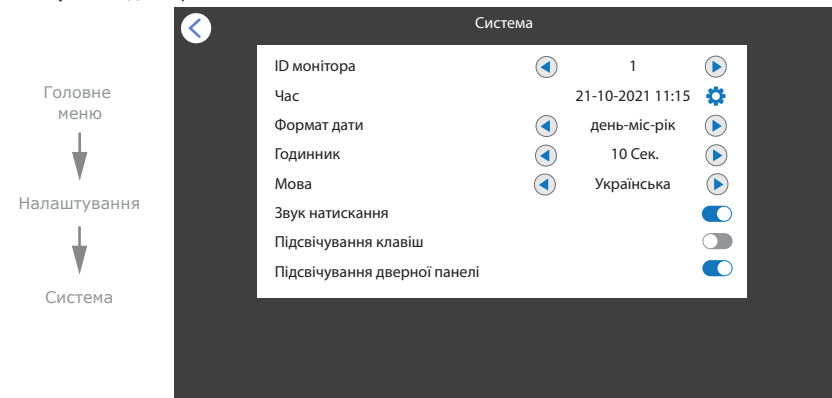 Система
Головне
меню
Налаштування
Система
ID монітора 1
Час 21-10-2021 11:15
Формат дати день-міс-рік
Годинник 10 Сек.
Мова Українська
Звук натискання
Підсвічування клавіш
Підсвічування дверної панелі